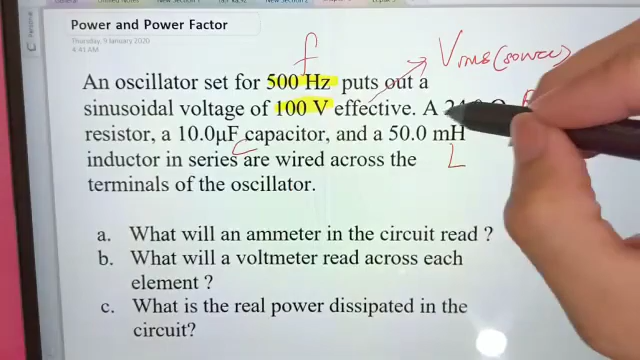 Power and Power Factor
Thursday, 9 January 2020
4:41 AM
f
Vrms (source)
An oscillator set for 500 Hz puts out a
sinusoidal voltage of 100 V effective. A
resistor, a 10.0μF capacitor, and a 50.0 mH
C
L
inductor in series are wired across the
terminals of the oscillator.
a. What will an ammeter in the circuit read ?
b. What will a voltmeter read across each
element ?
c. What is the real power dissipated in the
circuit?